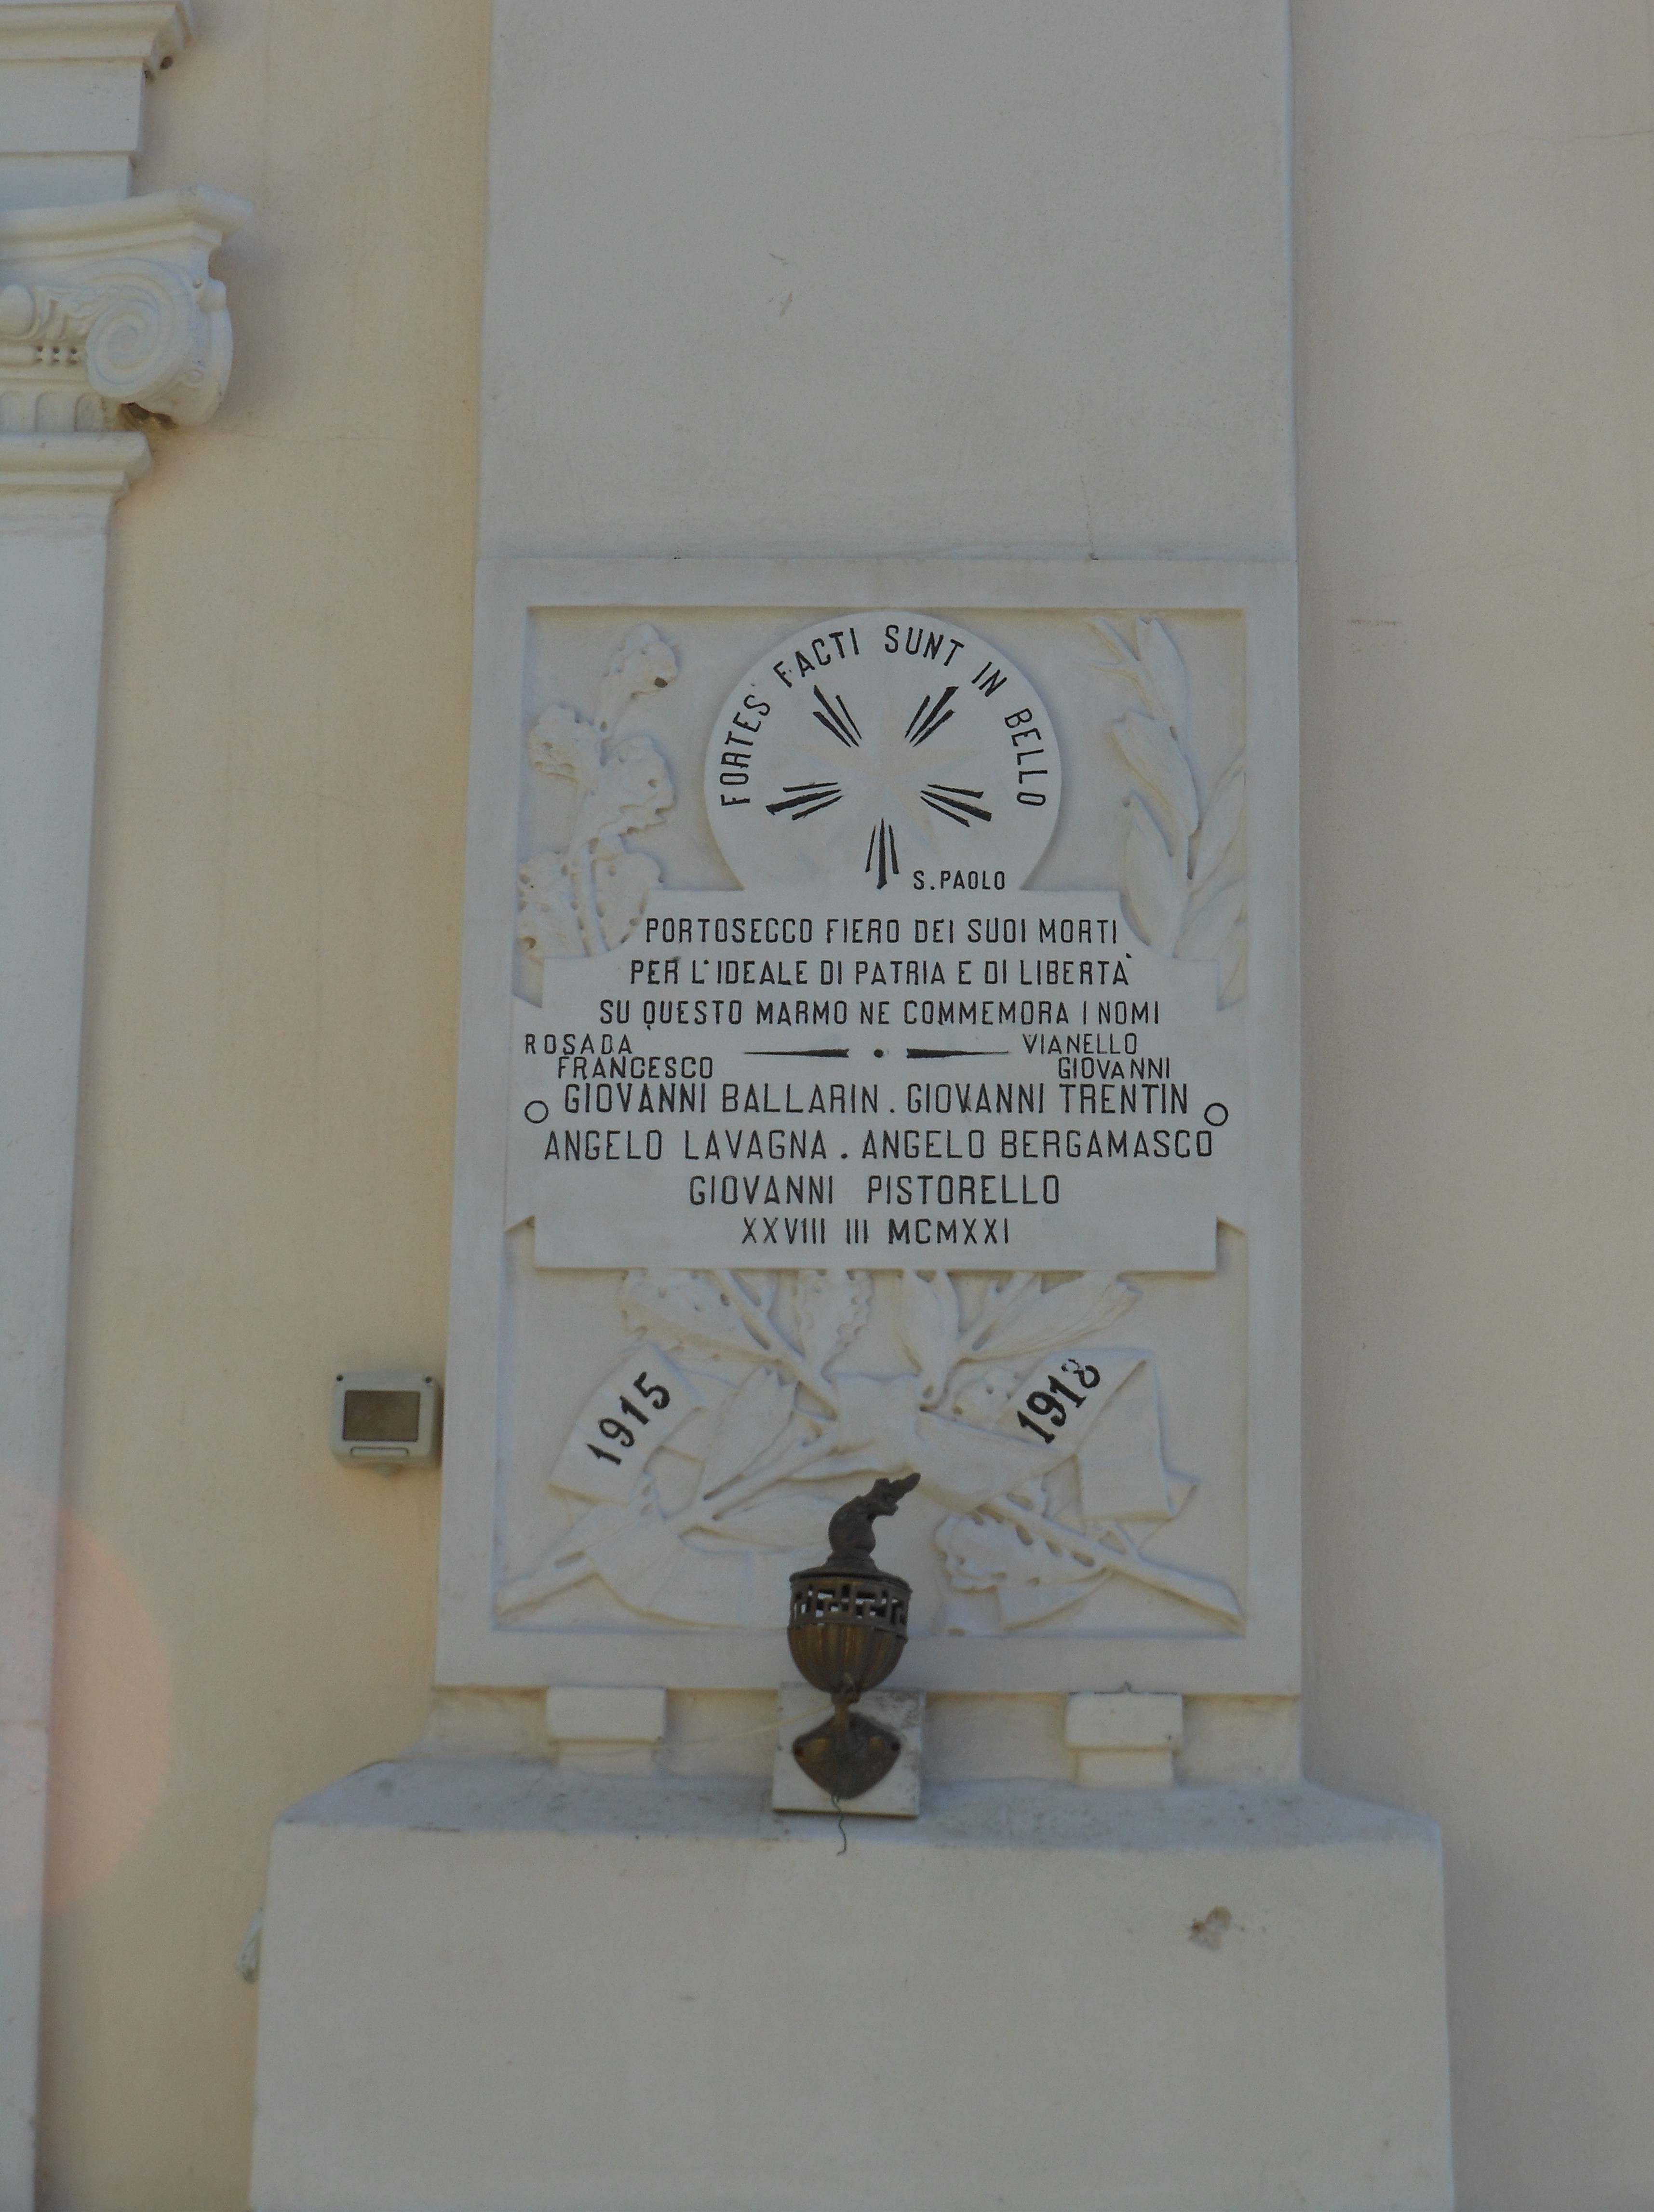 FORTES FACTI SUNT IN BELLO
S. PAOLO
PORTOSECCO FIERO DEI SUOI MORTI
PER L'IDEALE DI PATRIA E DI LIBERTÀ
SU QUESTO MARMO NE COMMEMORA I NOMI
ROSADA VIANELLO
FRANCESCO GIOVANNI
GIOVANNI BALLARIN . GIOVANNI TRENTIN
ANGELO LAVAGNA . ANGELO BERGAMASCO
GIOVANNI PISTORELLO
XXVIII III MCMXXI
1915 1918